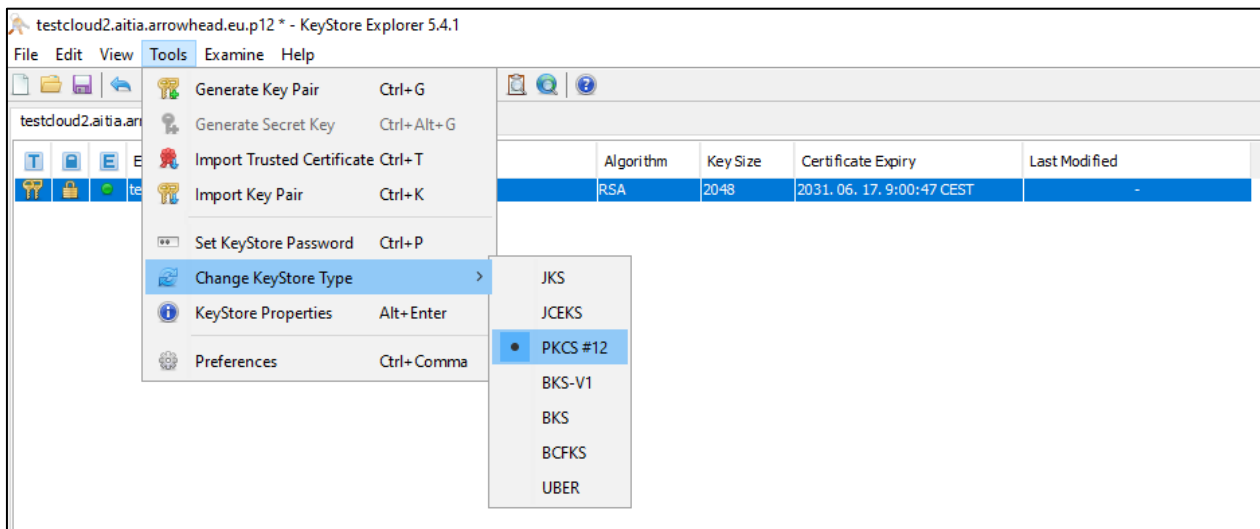 testcloud2.aitia.arrowhead.eu.p12 * - KeyStore Explorer 5.4.1
File Edit View Tools Examine Help
testcloud2.aitia.arr
T E E Algorithm Key Size Certificate Expiry Last Modified
te RSA 2048 2031. 06. 17. 9:00:47 CEST -
Generate Key Pair Ctrl+G
Generate Secret Key Ctrl+Alt+G
Import Trusted Certificate Ctrl+T
Import Key Pair Ctrl+K
Set KeyStore Password Ctrl+P
Change KeyStore Type >
KeyStore Properties Alt+Enter
Preferences Ctrl+Comma
JKS
JCEKS
PKCS #12
BKS-V1
BKS
BCFKS
UBER